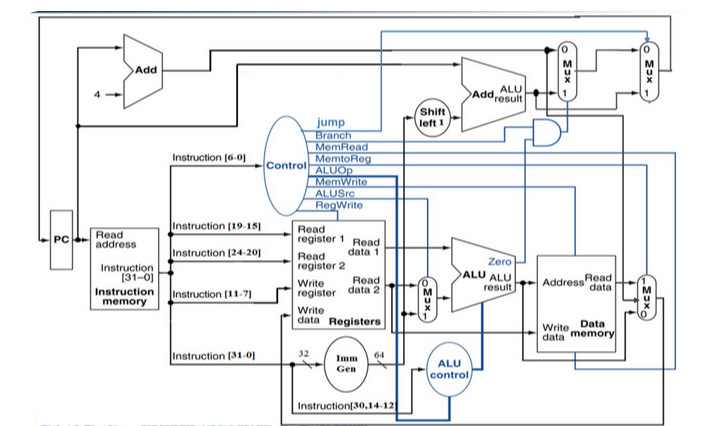 Add
4
0
M
u
x
1
0
M
u
x
1
Add
ALU
result
Shift
left 1
jump
Branch
MemRead
MemtoReg
ALUOp
MemWrite
ALUSrc
RegWrite
Control
Instruction [6-0]
PC
Read
address
Instruction
[31–0]
Instruction
memory
Instruction [19-15]
Instruction [24-20]
Instruction [11-7]
Instruction [31-0]
Read
register 1
Read
data 1
Read
register 2
Write
register
Read
data 2
Write
data
Registers
0
M
u
x
1
Zero
ALU
ALU
result
Address
Read
data
Write
data
Data
memory
1
M
u
x
0
32
Imm
Gen
64
ALU
control
Instruction[30,14-12]